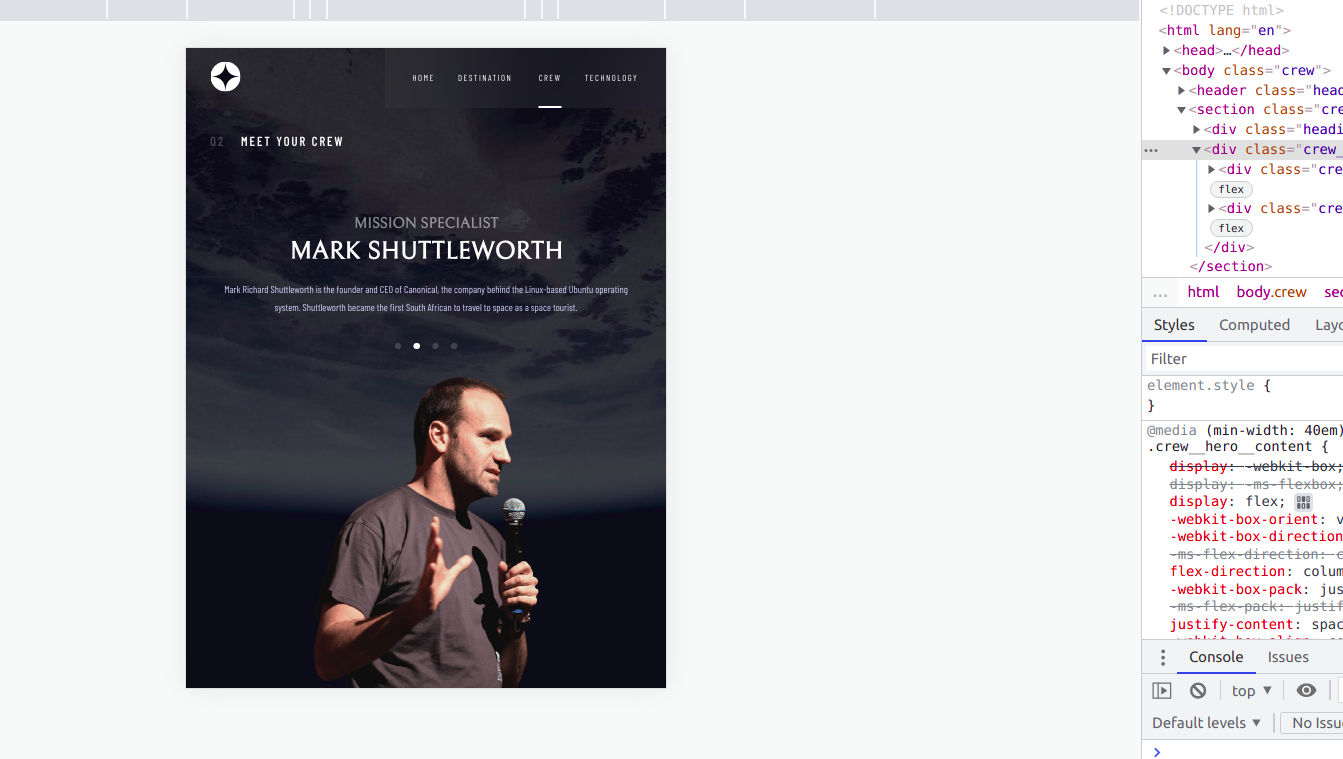 HOME DESTINATION CREW TECHNOLOGY
02 MEET YOUR CREW
MISSION SPECIALIST
MARK SHUTTLEWORTH
Mark Richard Shuttleworth is the founder and CEO of Canonical, the company behind the Linux-based Ubuntu operating
system. Shuttleworth became the first South African to travel to space as a space tourist.
<!DOCTYPE html>
<html lang="en">
<head>…</head>
<body class="crew">
<header class="head
<section class="cre
<div class="headi
<div class="crew_
<div class="cre
flex
<div class="cre
flex
</div>
</section>
… html body.crew sec
Styles Computed Layo
Filter
element.style {
}
@media (min-width: 40em)
.crew__hero__content {
display: -webkit-box;
display: -ms-flexbox;
display: flex;
-webkit-box-orient: v
-webkit-box-direction
-ms-flex-direction: c
flex-direction: colum
-webkit-box-pack: jus
-ms-flex-pack: justif
justify-content: spac
Console Issues
top
Default levels No Issu